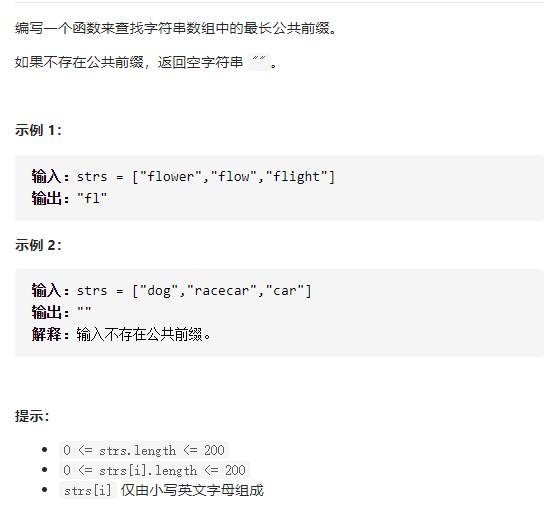 编写一个函数来查找字符串数组中的最长公共前缀。
如果不存在公共前缀，返回空字符串 ""。
示例 1：
输入：strs = ["flower","flow","flight"]
输出："fl"
示例 2：
输入：strs = ["dog","racecar","car"]
输出：""
解释：输入不存在公共前缀。
提示：
0 <= strs.length <= 200
0 <= strs[i].length <= 200
strs[i] 仅由小写英文字母组成